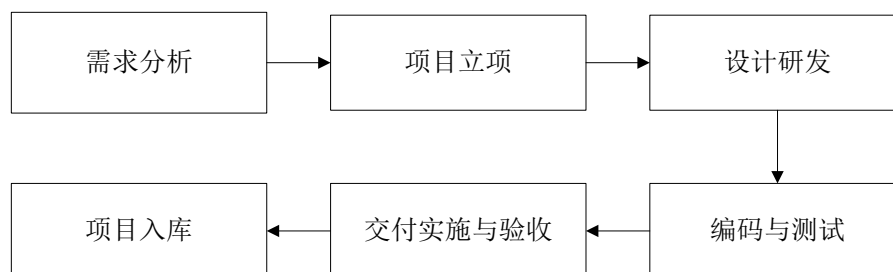 需求分析
项目立项
设计研发
编码与测试
交付实施与验收
项目入库